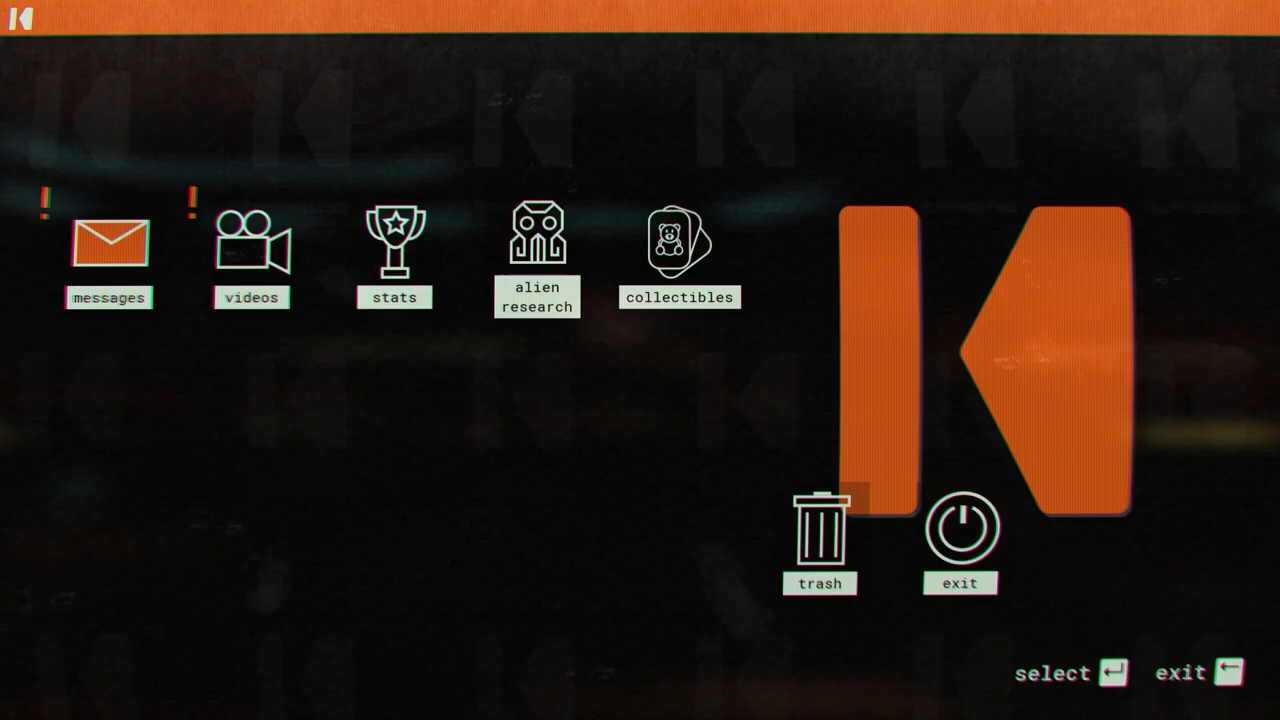 messages
videos
stats
alien
research
collectibles
trash
exit
select
exit